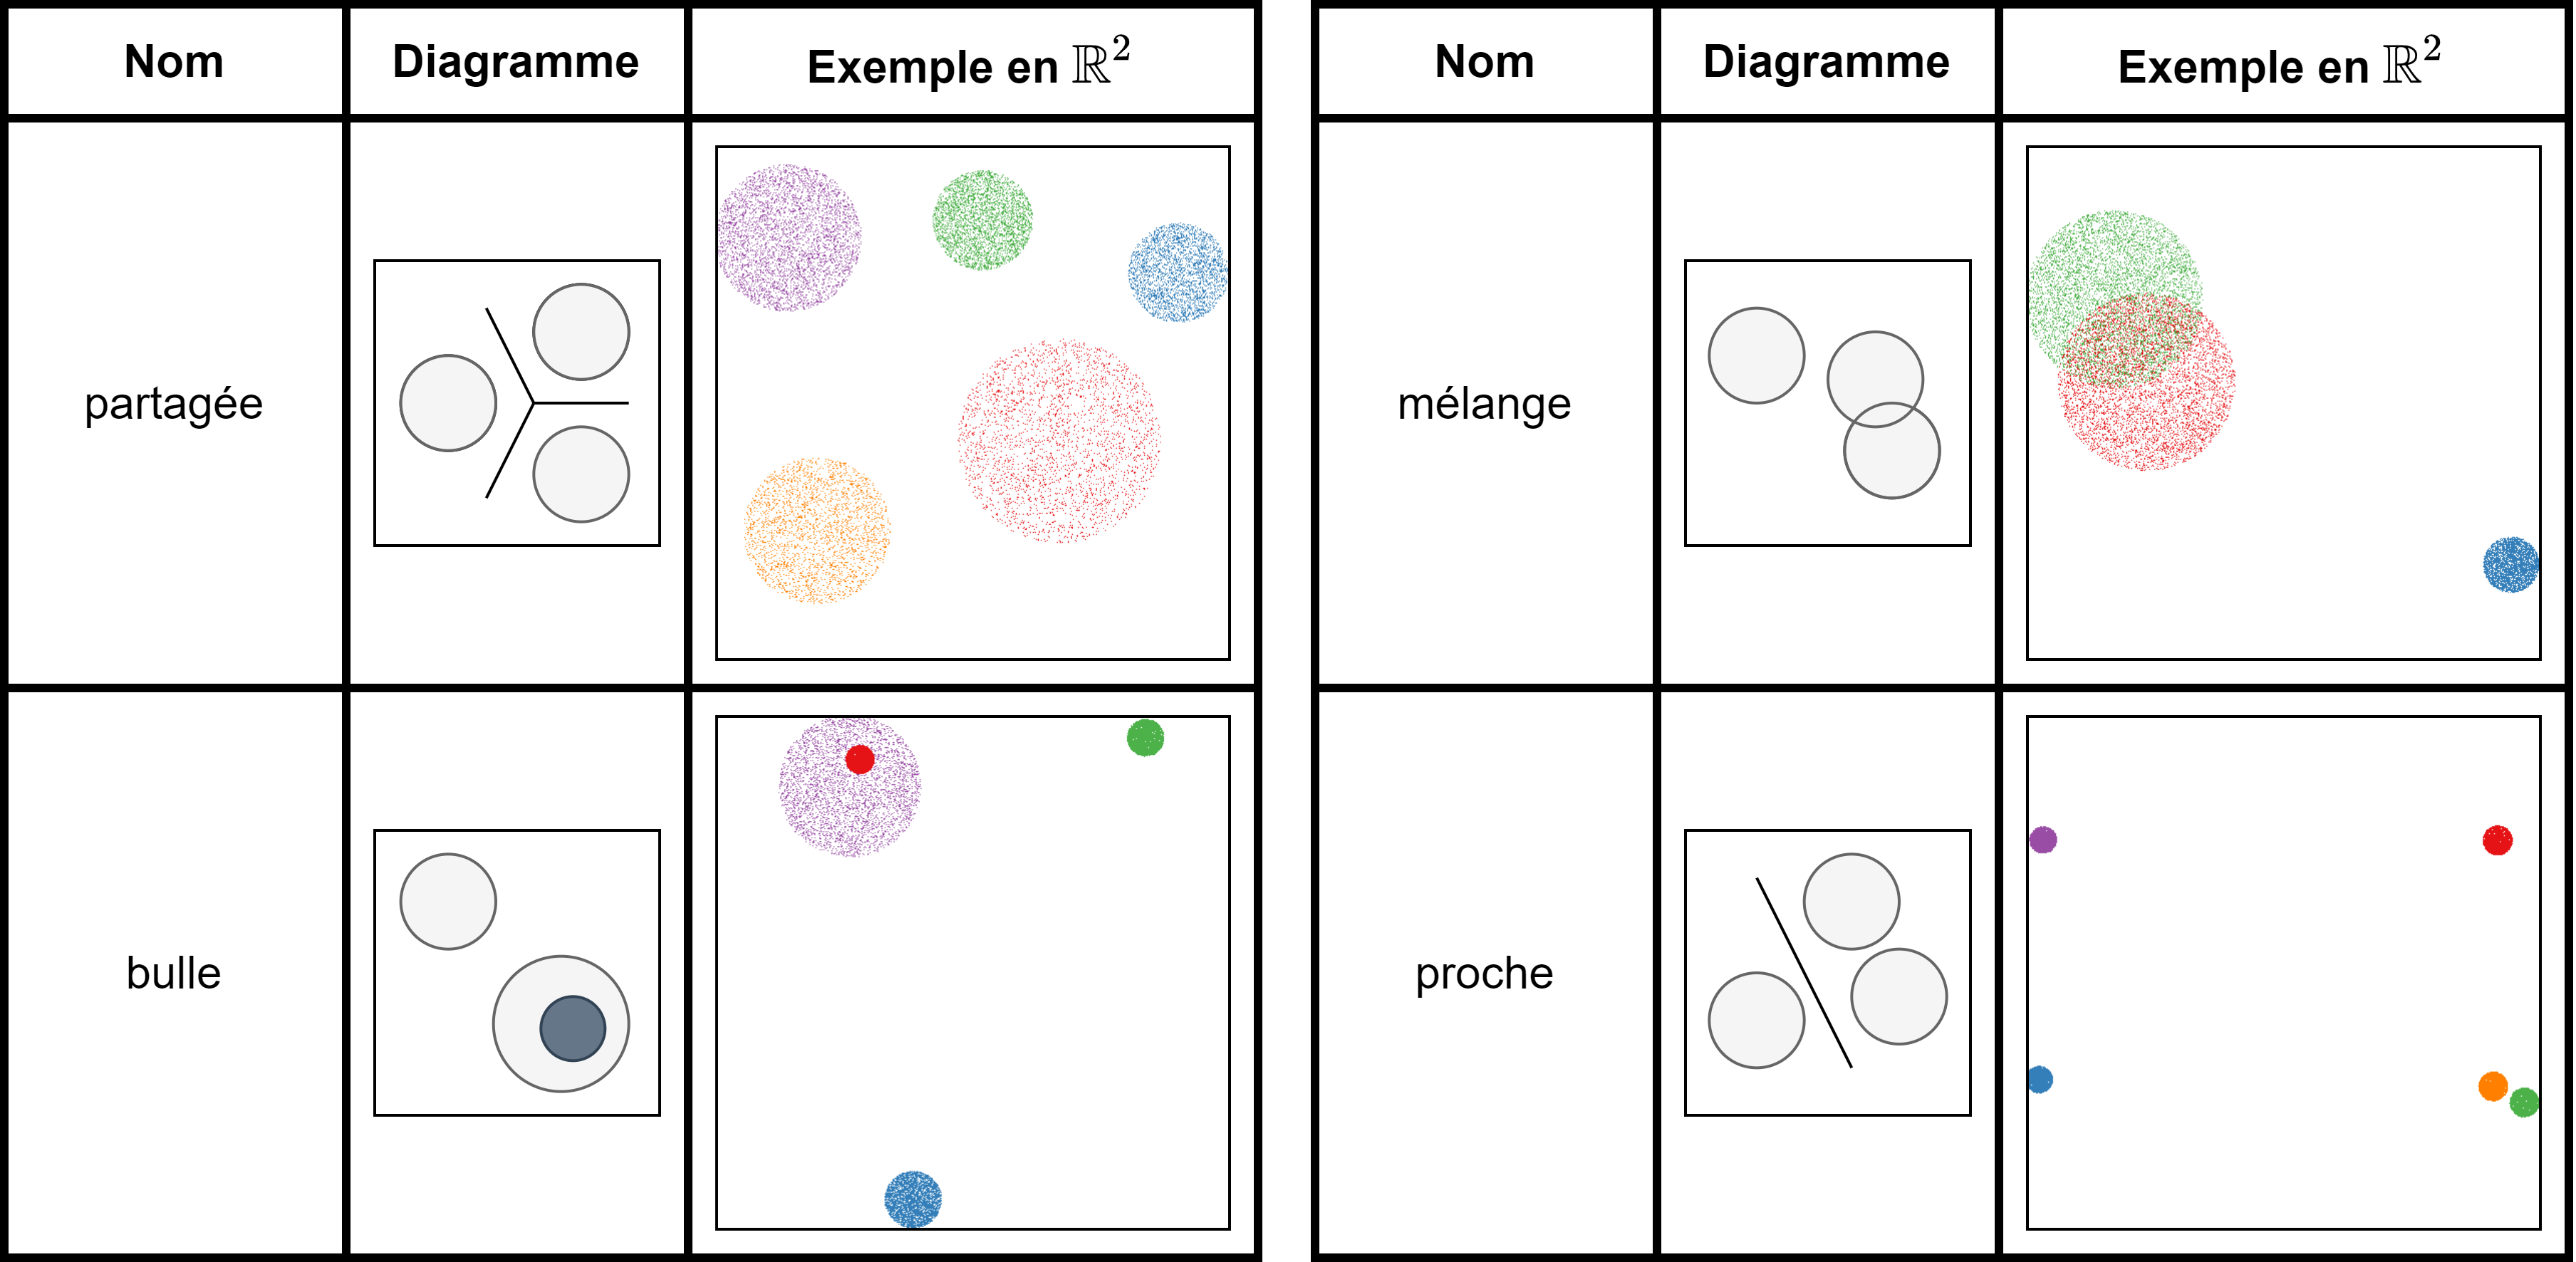 Nom Diagramme Exemple en ℝ²
partagée
bulle
Nom Diagramme Exemple en ℝ²
mélange
proche